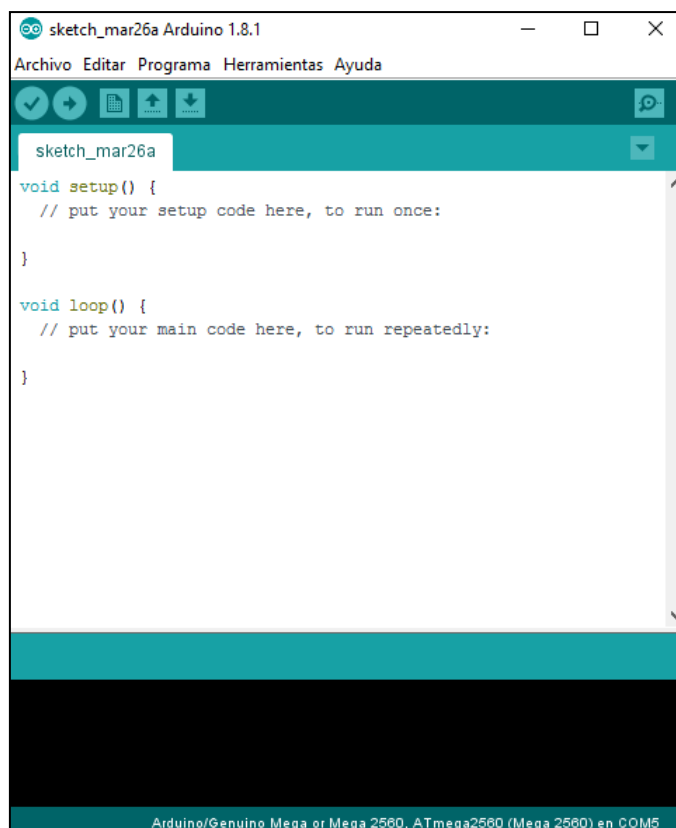 sketch_mar26a Arduino 1.8.1
Archivo Editar Programa Herramientas Ayuda
sketch_mar26a
void setup() {
  // put your setup code here, to run once:
}
void loop() {
  // put your main code here, to run repeatedly:
}
Arduino/Genuino Mega or Mega 2560, ATmega2560 (Mega 2560) en COM5